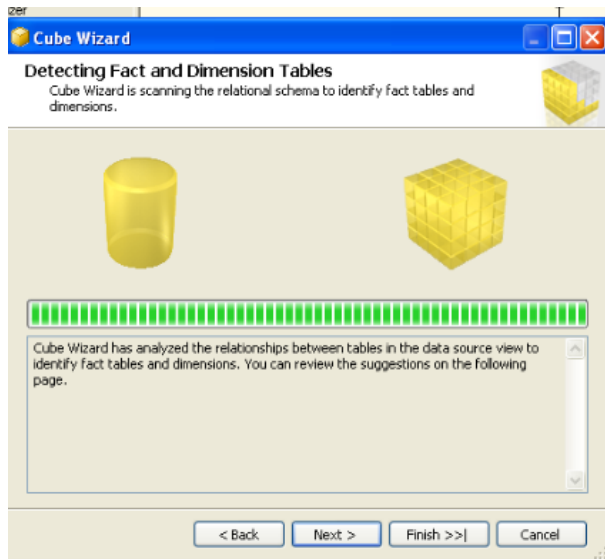 zer
Cube Wizard
Detecting Fact and Dimension Tables
Cube Wizard is scanning the relational schema to identify fact tables and
dimensions.
Cube Wizard has analyzed the relationships between tables in the data source view to
identify fact tables and dimensions. You can review the suggestions on the following
page.
< Back Next > Finish >>| Cancel